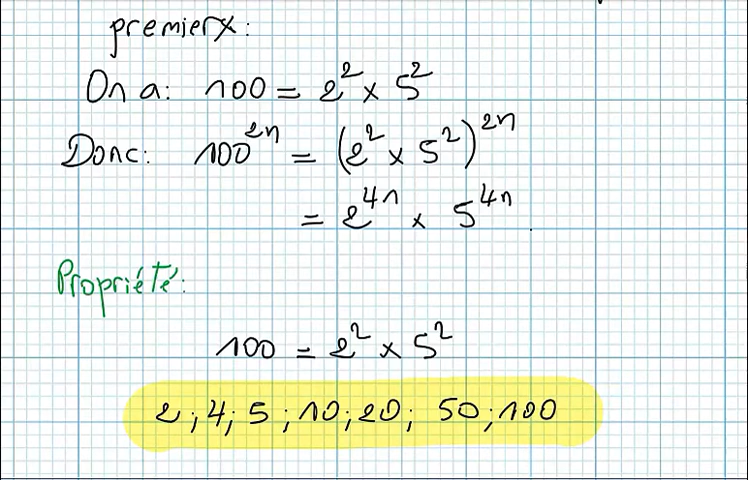 premierx:
On a: 100 = 2² × 5²
Donc: 100²ⁿ = (2² × 5²)²ⁿ
= 2⁴ⁿ × 5⁴ⁿ
Propriété:
100 = 2² × 5²
2 ; 4 ; 5 ; 10 ; 20 ; 50 ; 100